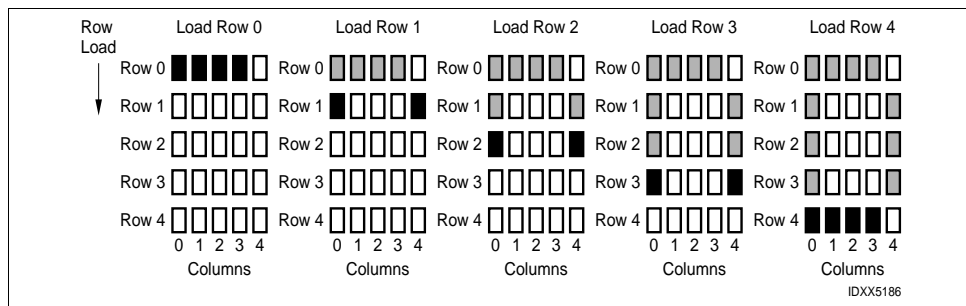 Row
Load
Load Row 0 Load Row 1 Load Row 2 Load Row 3 Load Row 4
Row 0 Row 0 Row 0 Row 0 Row 0
Row 1 Row 1 Row 1 Row 1 Row 1
Row 2 Row 2 Row 2 Row 2 Row 2
Row 3 Row 3 Row 3 Row 3 Row 3
Row 4 Row 4 Row 4 Row 4 Row 4
0 1 2 3 4 0 1 2 3 4 0 1 2 3 4 0 1 2 3 4 0 1 2 3 4
Columns Columns Columns Columns Columns
IDXX5186